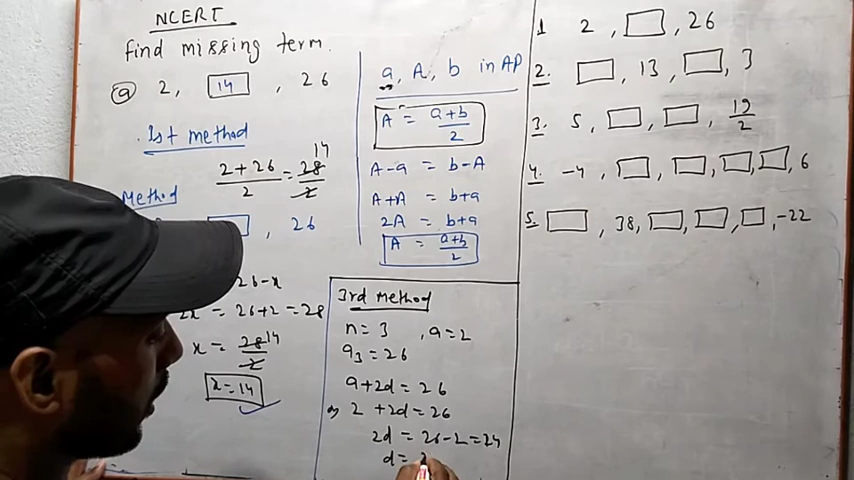 NCERT
find missing term.
(a) 2, 14, 26
Ist method
2+26/2 = 28/2 14
Method
, 26
26-x
2x = 26+2 = 28
x = 28/2 14
x = 14
a, A, b in AP
A = a+b/2
A-a = b-A
A+A = b+a
2A = b+a
A = a+b/2
3rd Method
n = 3 , a = 2
a3 = 26
a+2d = 26
⇒ 2 + 2d = 26
2d = 26-2 = 24
d =
1 2, □, 26
2. □, 13, □, 3
3. 5, □, □, 19/2
4. -4, □, □, □, □, 6
5. □, 38, □, □, □, -22